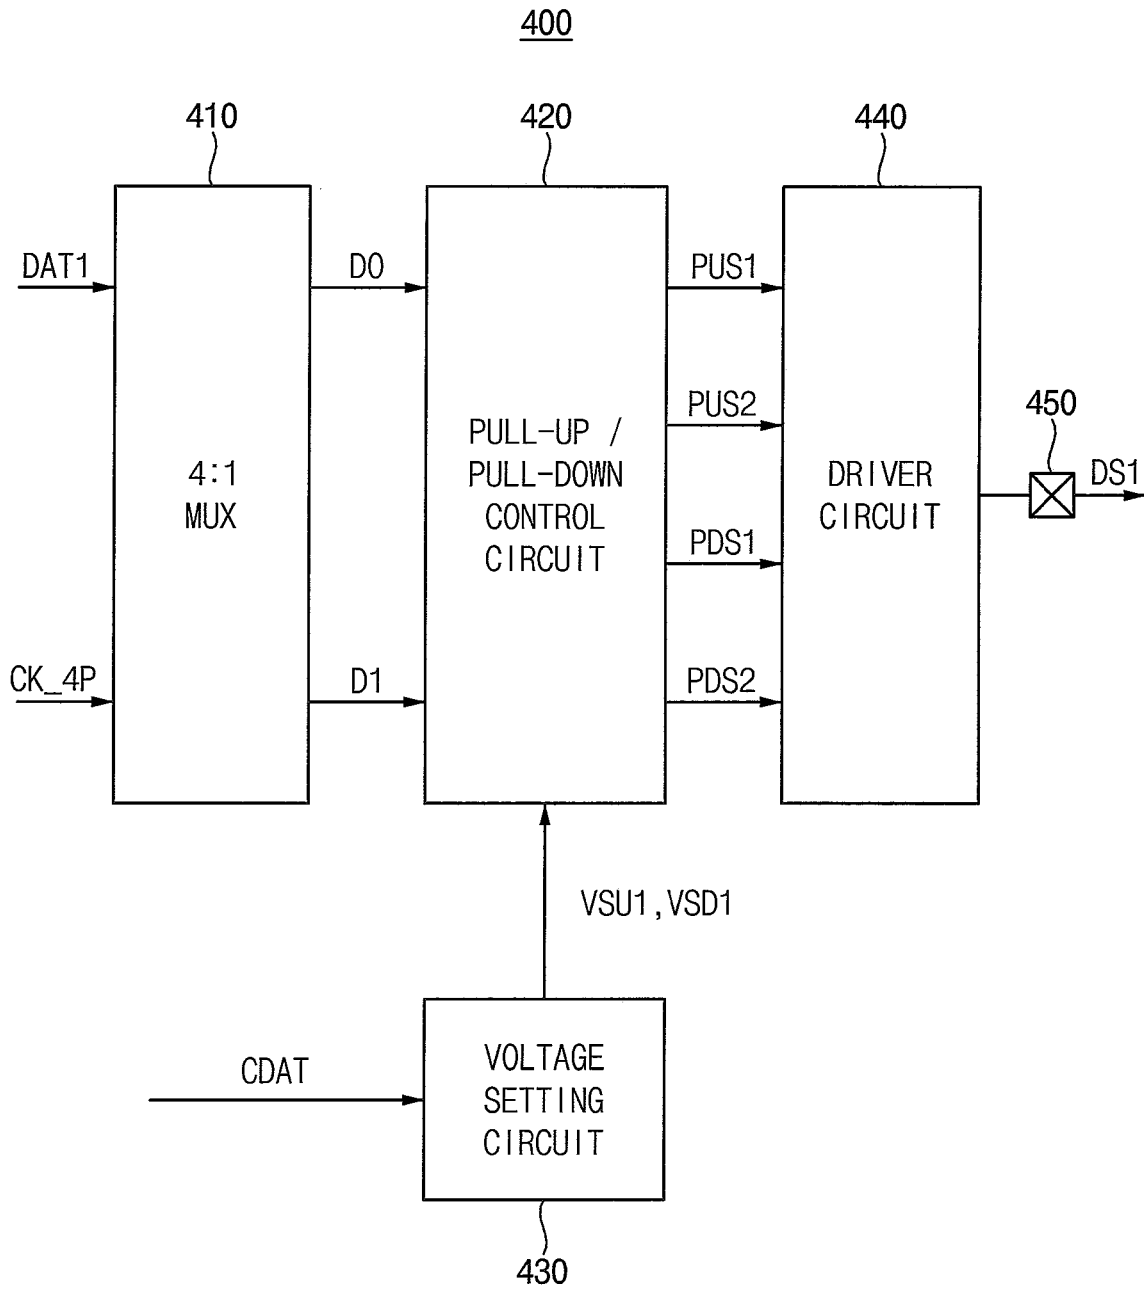 400
410
420
440
DAT1
D0
PUS1
PUS2
450
DS1
4:1
MUX
PULL-UP /
PULL-DOWN
CONTROL
CIRCUIT
DRIVER
CIRCUIT
PDS1
CK_4P
D1
PDS2
VSU1,VSD1
CDAT
VOLTAGE
SETTING
CIRCUIT
430